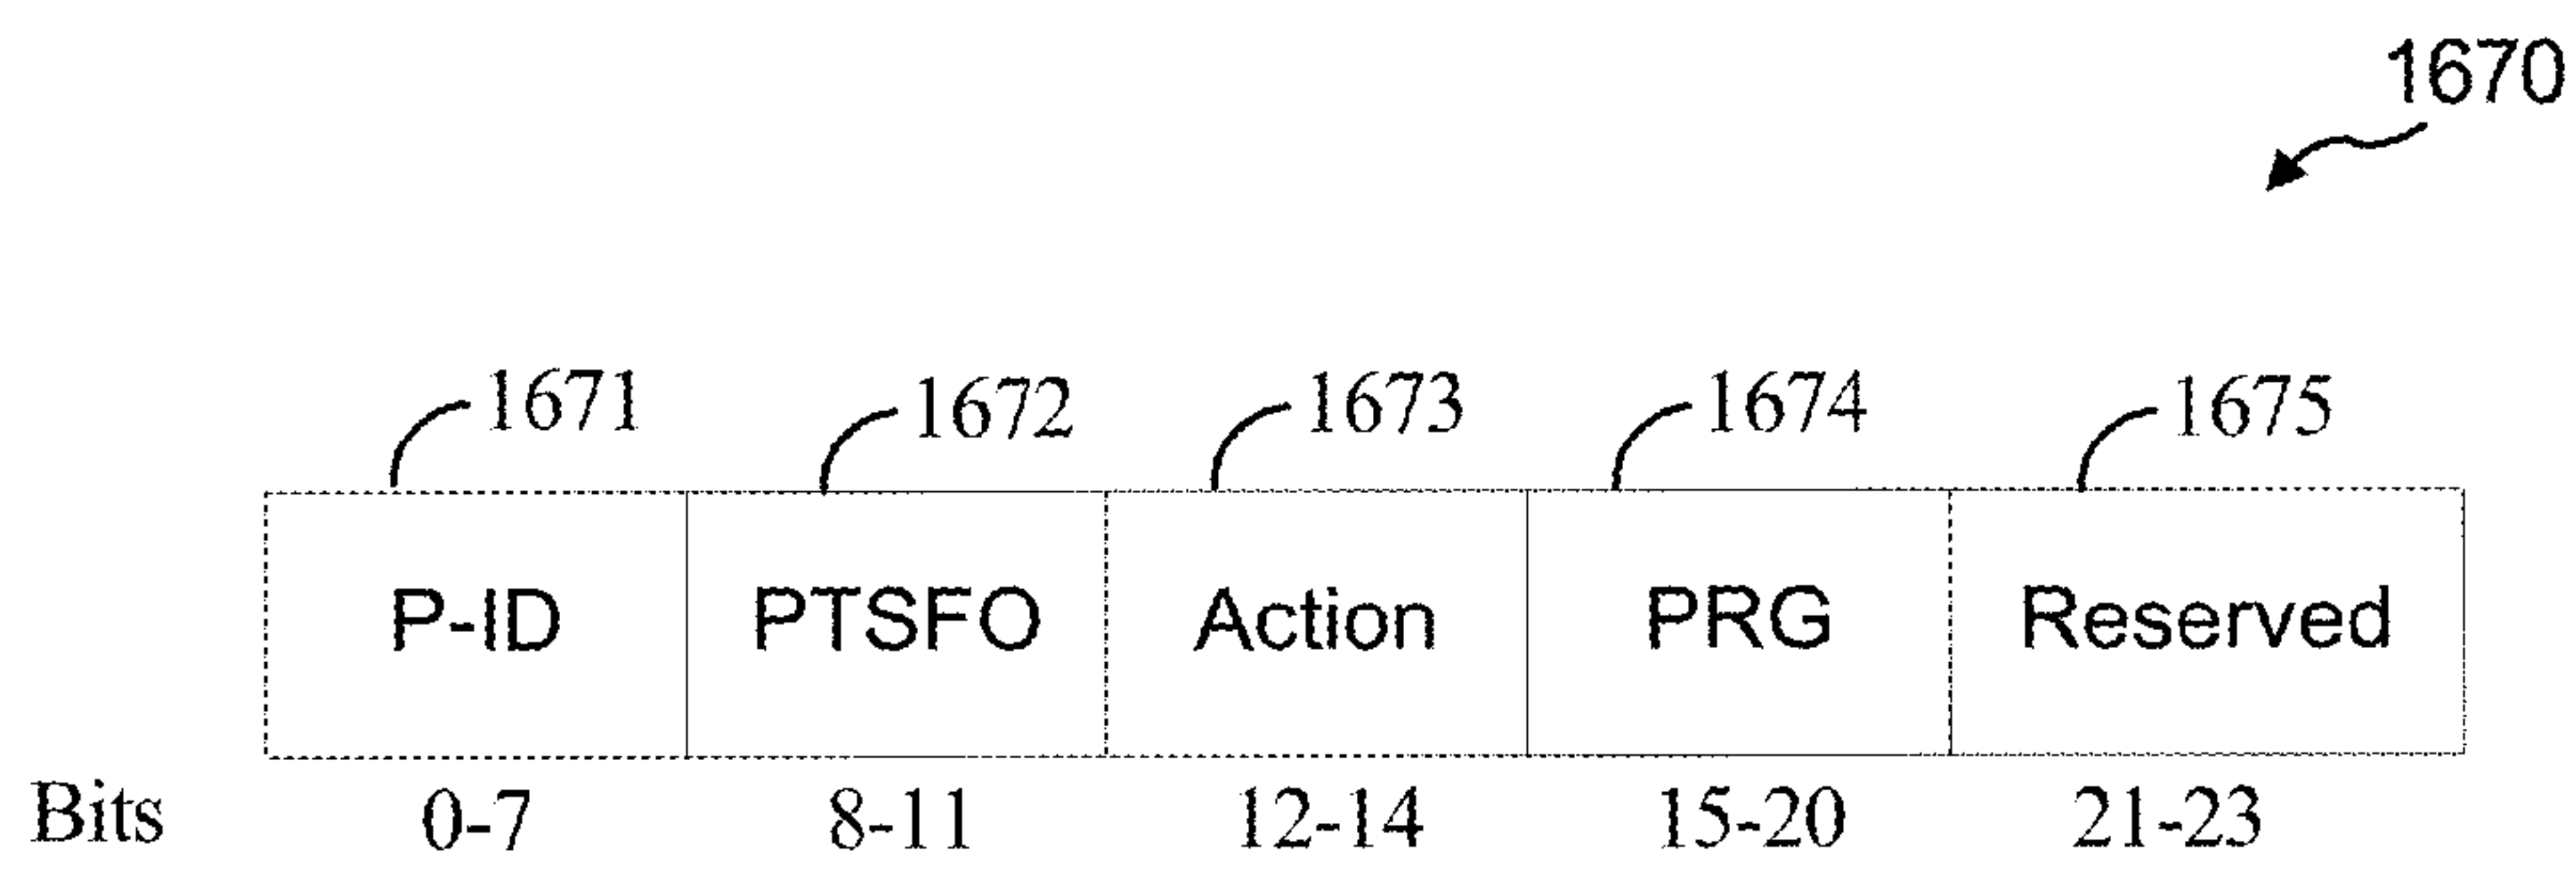 1670
1671 1672 1673 1674 1675
P-ID PTSFO Action PRG Reserved
Bits 0-7 8-11 12-14 15-20 21-23